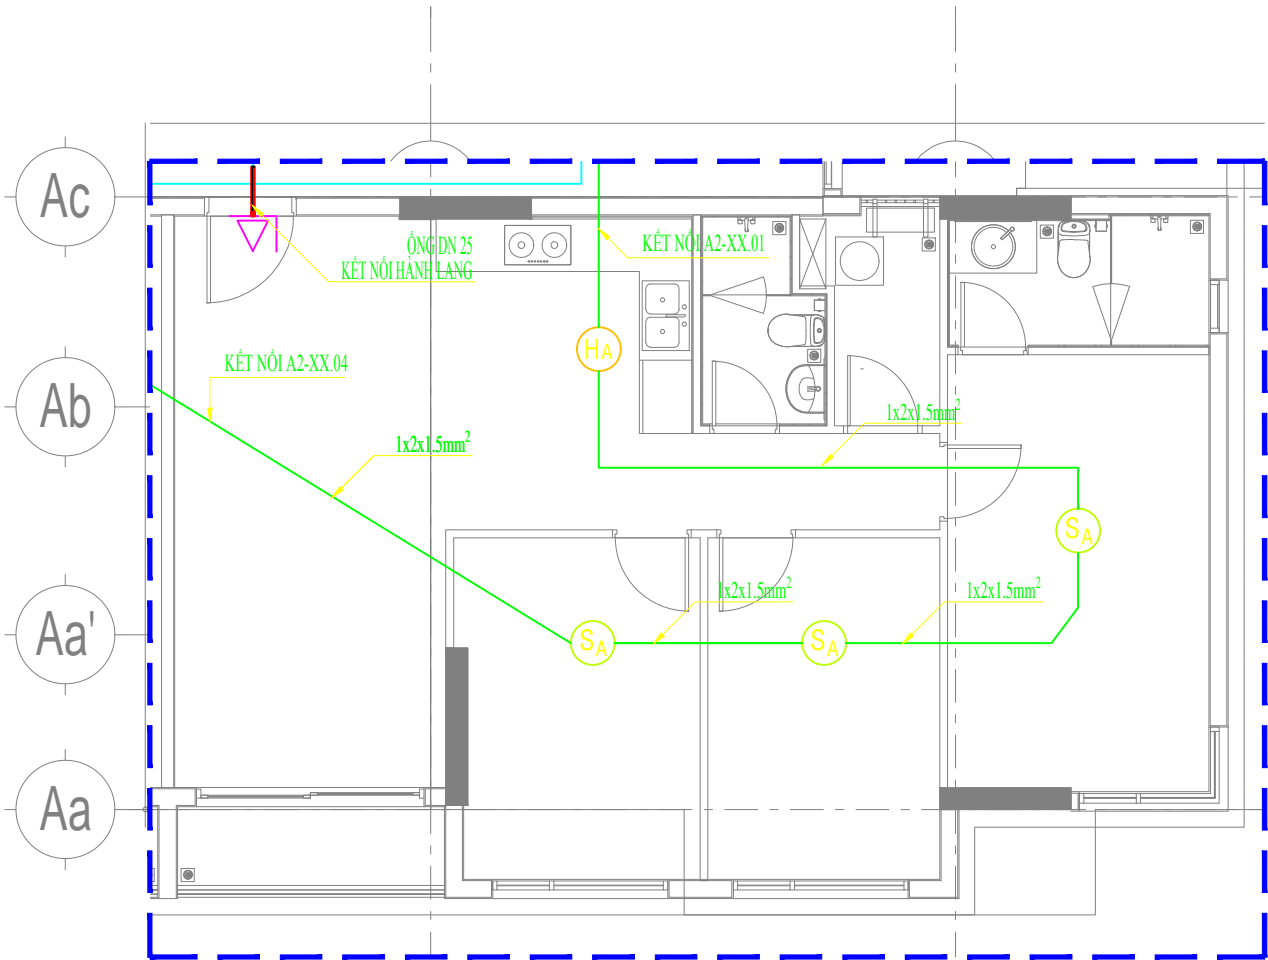 Ac
ỐNG DN 25
KẾT NỐI HÀNH LANG
KẾT NỐI A2-XX.01
HA
KẾT NỐI A2-XX.04
Ab
1x2x1.5mm²
1x2x1.5mm²
SA
1x2x1.5mm²
1x2x1.5mm²
Aa'
SA
SA
Aa